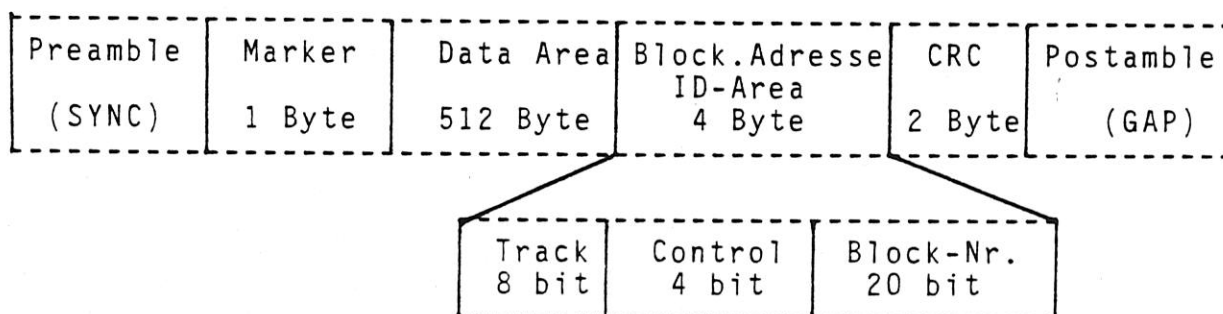 Preamble Marker Data Area Block.Adresse CRC Postamble
ID-Area
(SYNC) 1 Byte 512 Byte 4 Byte 2 Byte (GAP)
Track Control Block-Nr.
8 bit 4 bit 20 bit